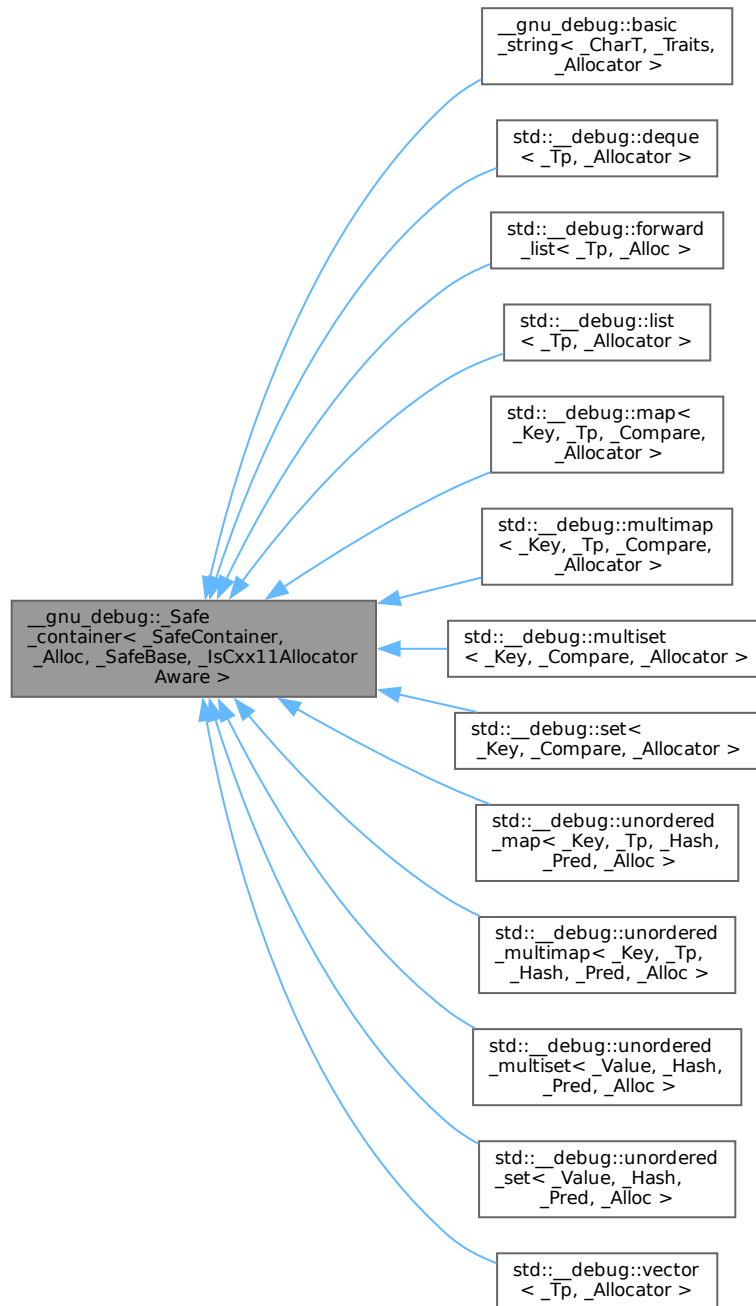 __gnu_debug::basic
_string< _CharT, _Traits,
_Allocator >
std::__debug::deque
< _Tp, _Allocator >
std::__debug::forward
_list< _Tp, _Alloc >
std::__debug::list
< _Tp, _Allocator >
std::__debug::map<
_Key, _Tp, _Compare,
_Allocator >
std::__debug::multimap
< _Key, _Tp, _Compare,
_Allocator >
__gnu_debug::_Safe
_container< _SafeContainer,
_Alloc, _SafeBase, _IsCxx11Allocator
Aware >
std::__debug::multiset
< _Key, _Compare, _Allocator >
std::__debug::set<
_Key, _Compare, _Allocator >
std::__debug::unordered
_map< _Key, _Tp, _Hash,
_Pred, _Alloc >
std::__debug::unordered
_multimap< _Key, _Tp,
_Hash, _Pred, _Alloc >
std::__debug::unordered
_multiset< _Value, _Hash,
_Pred, _Alloc >
std::__debug::unordered
_set< _Value, _Hash,
_Pred, _Alloc >
std::__debug::vector
< _Tp, _Allocator >